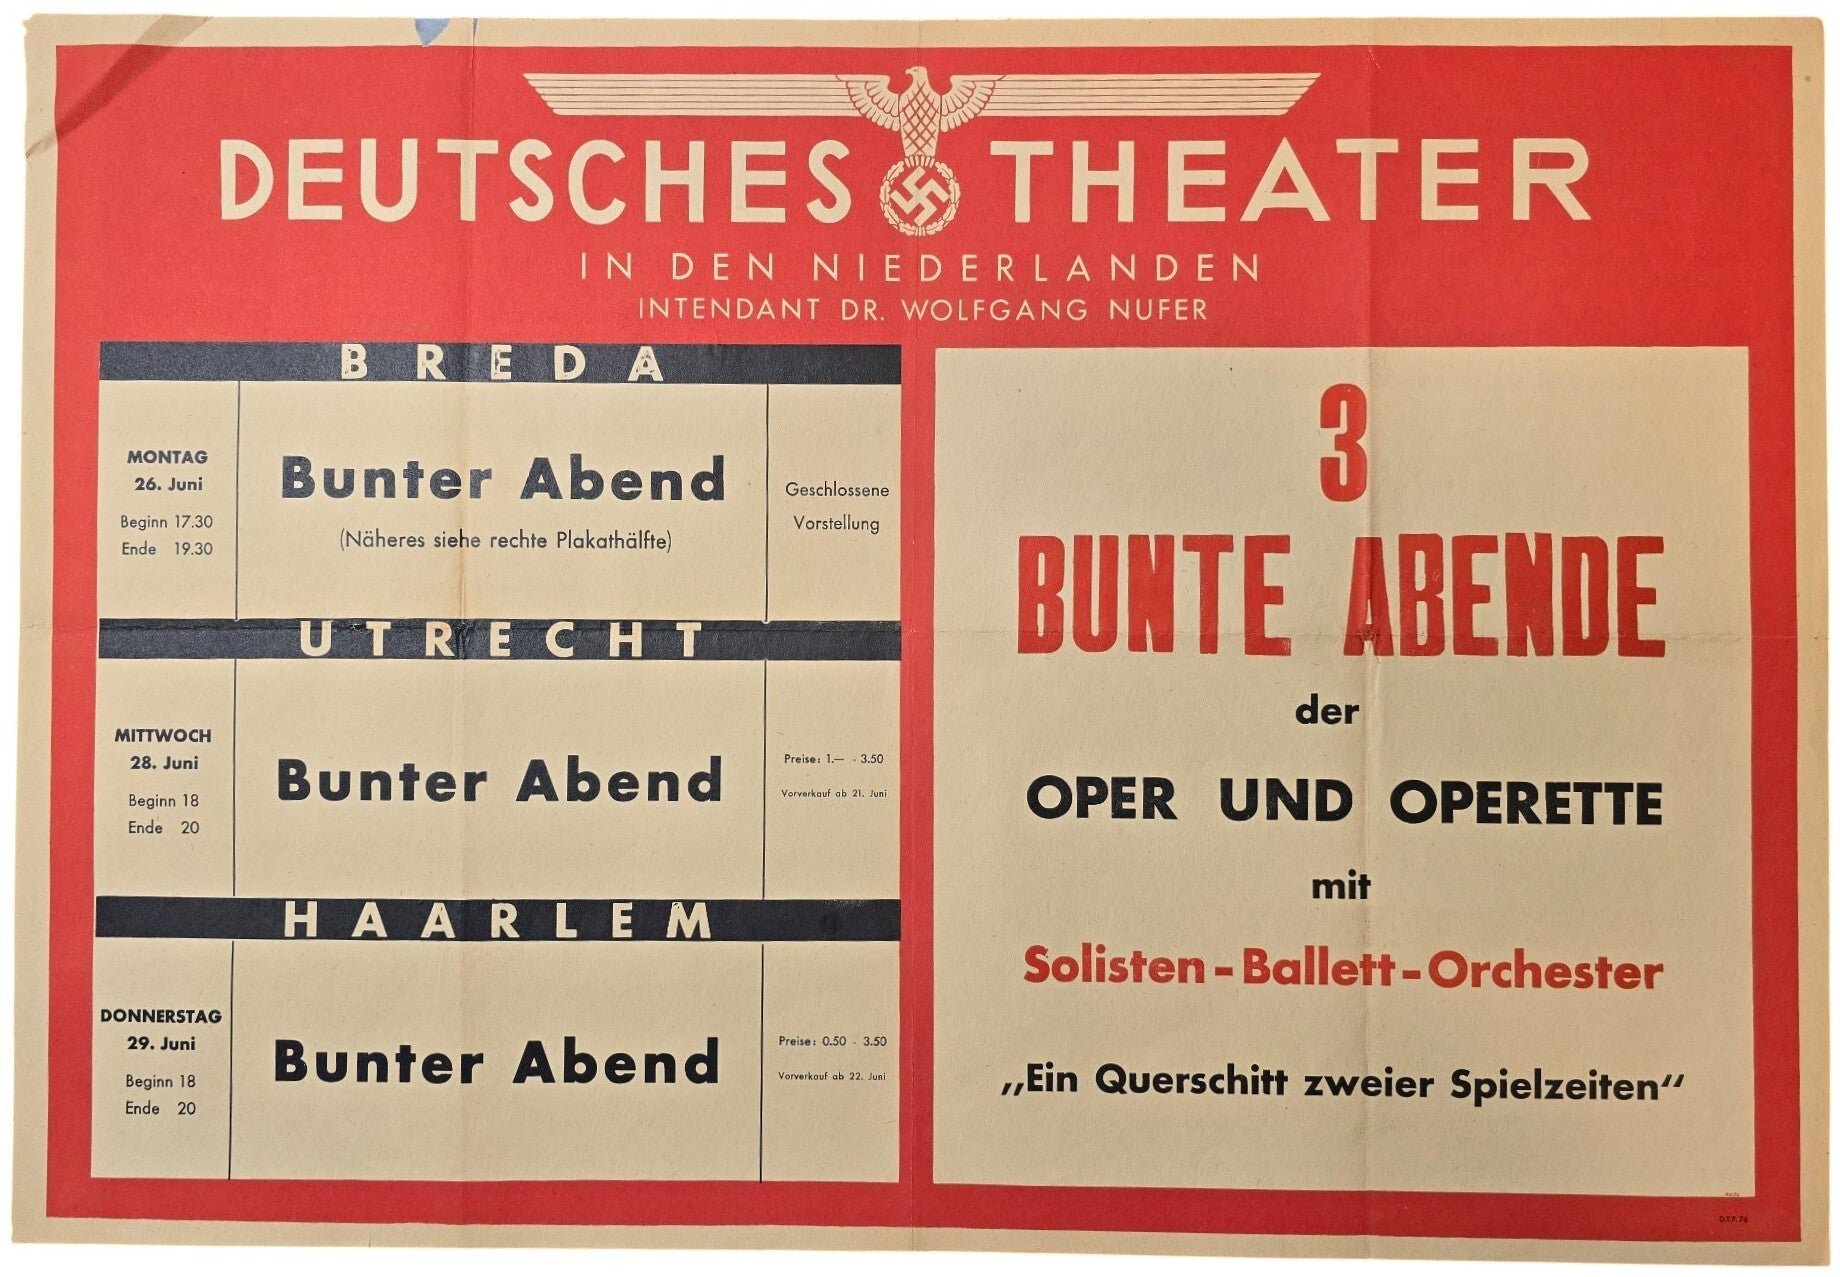 DEUTSCHES THEATER
IN DEN NIEDERLANDEN
INTENDANT DR. WOLFGANG NUFER
BREDA
MONTAG
26. Juni
Beginn 17.30
Ende 19.30
Bunter Abend
(Näheres siehe rechte Plakathälfte)
Geschlossene
Vorstellung
UTRECHT
MITTWOCH
28. Juni
Beginn 18
Ende 20
Bunter Abend
Preise: 1.— - 3.50
Vorverkauf ab 21. Juni
HAARLEM
DONNERSTAG
29. Juni
Beginn 18
Ende 20
Bunter Abend
Preise: 0.50 - 3.50
Vorverkauf ab 22. Juni
3
BUNTE ABENDE
der
OPER UND OPERETTE
mit
Solisten-Ballett-Orchester
„Ein Querschitt zweier Spielzeiten“
D.T.P. 76